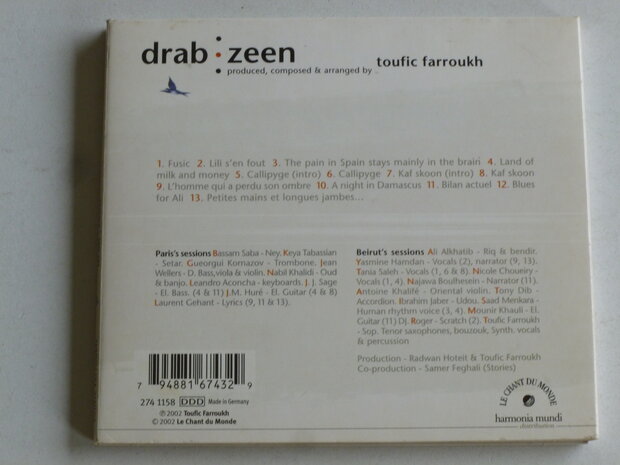 drab : zeen
produced, composed & arranged by .. toufic farroukh
1. Fusic 2. Lili s'en fout 3. The pain in Spain stays mainly in the brain 4. Land of
milk and money 5. Callipyge (intro) 6. Callipyge 7. Kaf skoon (intro) 8. Kaf skoon
9. L'homme qui a perdu son ombre 10. A night in Damascus 11. Bilan actuel 12. Blues
for Ali 13. Petites mains et longues jambes...
Paris's sessions Bassam Saba - Ney. Keya Tabassian
- Setar. Gueorgui Kornazov - Trombone. Jean
Wellers - D. Bass,viola & violin. Nabil Khalidi - Oud
& banjo. Leandro Aconcha - keyboards. J. J. Sage
- El. Bass. (4 & 11) J.M. Huré - El. Guitar (4 & 8)
Laurent Gehant - Lyrics (9, 11 & 13).
Beirut's sessions Ali Alkhatib - Riq & bendir.
Yasmine Hamdan - Vocals (2), narrator (9, 13).
Tania Saleh - Vocals (1, 6 & 8). Nicole Choueiry -
Vocals (1, 4). Najawa Boulhesein - Narrator (11).
Antoine Khalifé - Oriental violin. Tony Dib -
Accordion. Ibrahim Jaber - Udou. Saad Menkara -
Human rhythm voice (3, 4). Mounir Khauli - El.
Guitar (11) DJ. Roger - Scratch (2). Toufic Farroukh
- Sop. Tenor saxophones, bouzouk, Synth. vocals
& percussion
Production - Radwan Hoteit & Toufic Farroukh
Co-production - Samer Feghali (Stories)
7 94881 67432 9
274 1158 DDD Made in Germany
℗ 2002 Toufic Farroukh
© 2002 Le Chant du Monde
LE CHANT DU MONDE
harmonia mundi
distribution